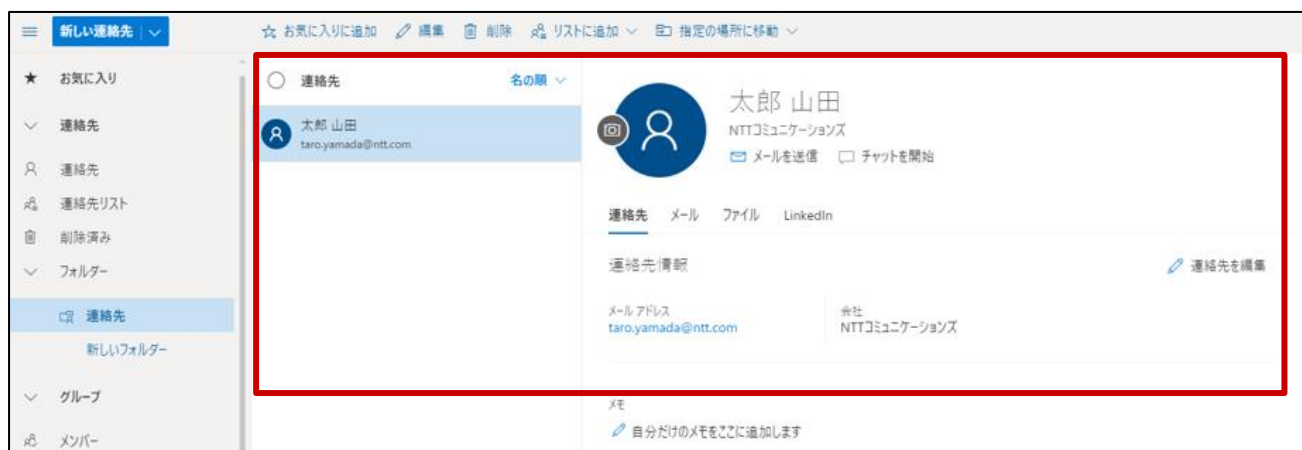 新しい連絡先
お気に入りに追加 編集 削除 リストに追加 指定の場所に移動
お気に入り
連絡先
連絡先
連絡先リスト
削除済み
フォルダー
連絡先
新しいフォルダー
グループ
メンバー
連絡先 名の順
太郎 山田
taro.yamada@ntt.com
太郎 山田
NTTコミュニケーションズ
メールを送信 チャットを開始
連絡先 メール ファイル LinkedIn
連絡先情報 連絡先を編集
メール アドレス 会社
taro.yamada@ntt.com NTTコミュニケーションズ
メモ
自分だけのメモをここに追加します